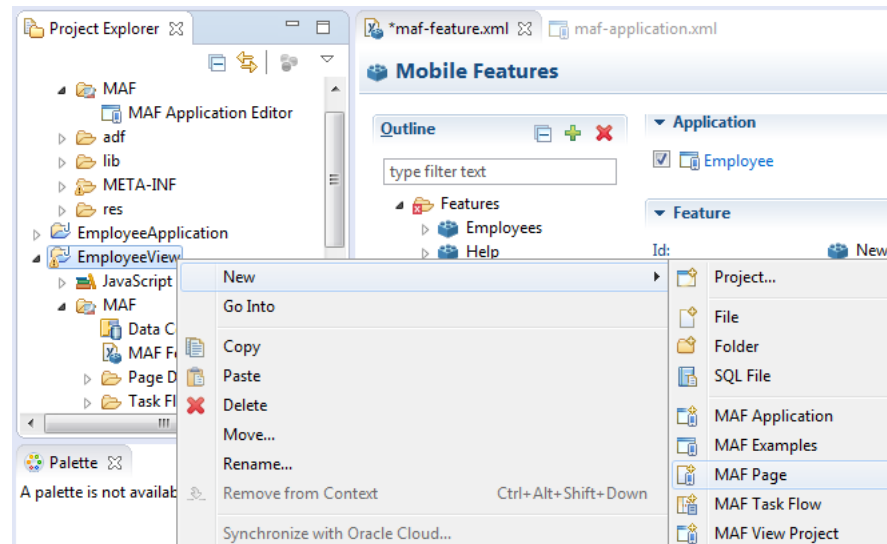 Project Explorer
*maf-feature.xml
maf-application.xml
Mobile Features
MAF
MAF Application Editor
adf
lib
META-INF
res
EmployeeApplication
EmployeeView
JavaScript
MAF
Data C
MAF Fe
Page D
Task Fl
Outline
type filter text
Features
Employees
Help
Application
Employee
Feature
Id:
New
New
Go Into
Copy
Paste
Delete
Move...
Rename...
Remove from Context Ctrl+Alt+Shift+Down
Synchronize with Oracle Cloud...
Project...
File
Folder
SQL File
MAF Application
MAF Examples
MAF Page
MAF Task Flow
MAF View Project
Palette
A palette is not availab